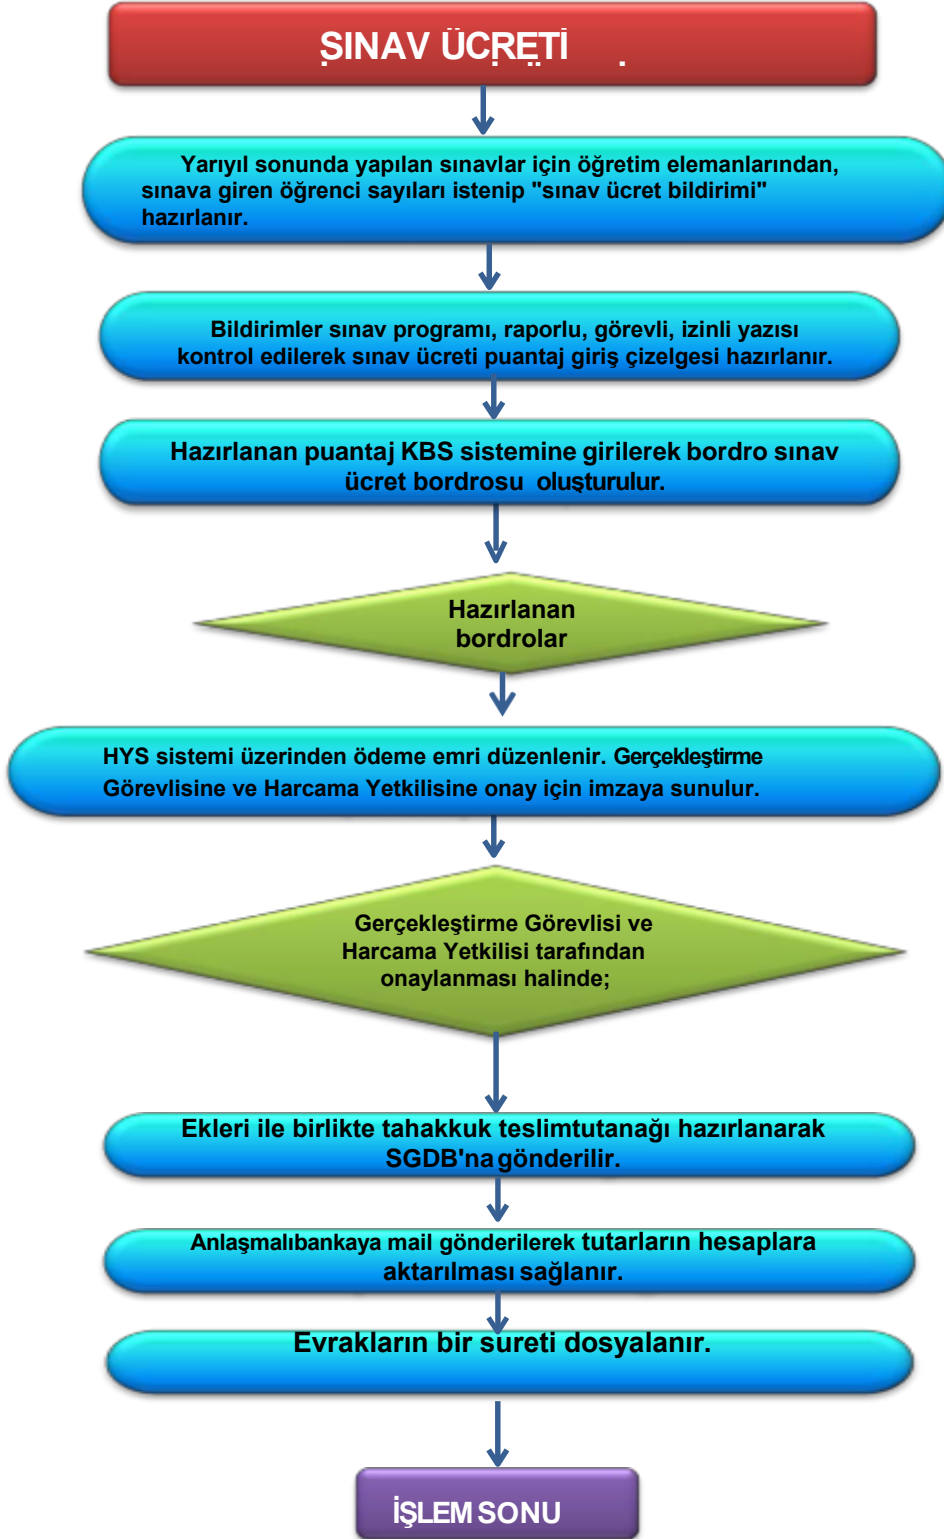 SINAV ÜCRETİ
Yarıyıl sonunda yapılan sınavlar için öğretim elemanlarından,
sınava giren öğrenci sayıları istenip "sınav ücret bildirimi"
hazırlanır.
Bildirimler sınav programı, raporlu, görevli, izinli yazısı
kontrol edilerek sınav ücreti puantaj giriş çizelgesi hazırlanır.
Hazırlanan puantaj KBS sistemine girilerek bordro sınav
ücret bordrosu oluşturulur.
Hazırlanan
bordrolar
HYS sistemi üzerinden ödeme emri düzenlenir. Gerçekleştirme
Görevlisine ve Harcama Yetkilisine onay için imzaya sunulur.
Gerçekleştirme Görevlisi ve
Harcama Yetkilisi tarafından
onaylanması halinde;
Ekleri ile birlikte tahakkuk teslimtutanağı hazırlanarak
SGDB'na gönderilir.
Anlaşmalıbankaya mail gönderilerek tutarların hesaplara
aktarılması sağlanır.
Evrakların bir sureti dosyalanır.
İŞLEM SONU